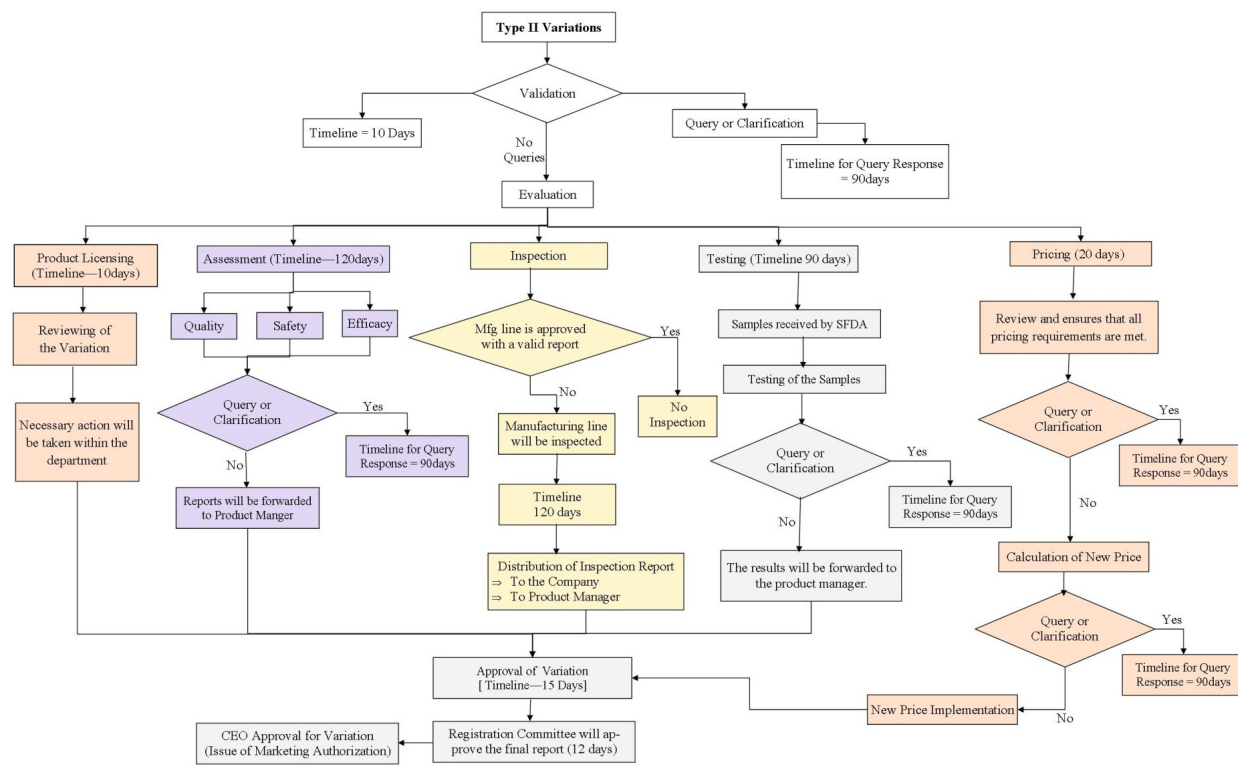 Type II Variations
Validation
Timeline = 10 Days
Query or Clarification
No
Queries
Timeline for Query Response
= 90days
Evaluation
Product Licensing
(Timeline—10days)
Reviewing of
the Variation
Necessary action will
be taken within the
department
Assessment (Timeline—120days)
Quality
Safety
Efficacy
Query or
Clarification
Yes
Timeline for Query
Response = 90days
No
Reports will be forwarded
to Product Manger
Inspection
Mfg line is approved
with a valid report
Yes
No
Inspection
No
Manufacturing line
will be inspected
Timeline
120 days
Distribution of Inspection Report
⇒ To the Company
⇒ To Product Manager
Testing (Timeline 90 days)
Samples received by SFDA
Testing of the Samples
Query or
Clarification
Yes
Timeline for Query
Response = 90days
No
The results will be forwarded to
the product manager.
Pricing (20 days)
Review and ensures that all
pricing requirements are met.
Query or
Clarification
Yes
Timeline for Query
Response = 90days
No
Calculation of New Price
Query or
Clarification
Yes
Timeline for Query
Response = 90days
No
New Price Implementation
Approval of Variation
[ Timeline—15 Days]
Registration Committee will ap-
prove the final report (12 days)
CEO Approval for Variation
(Issue of Marketing Authorization)